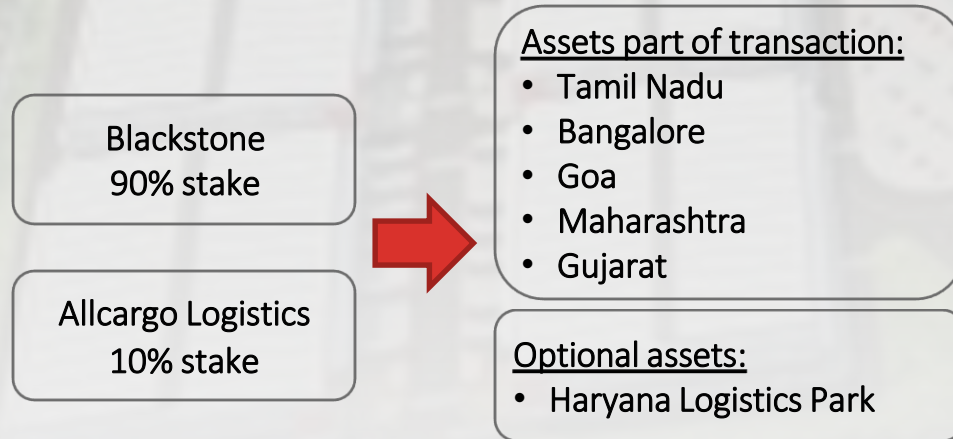 Blackstone
90% stake
Allcargo Logistics
10% stake
Assets part of transaction:
• Tamil Nadu
• Bangalore
• Goa
• Maharashtra
• Gujarat
Optional assets:
• Haryana Logistics Park